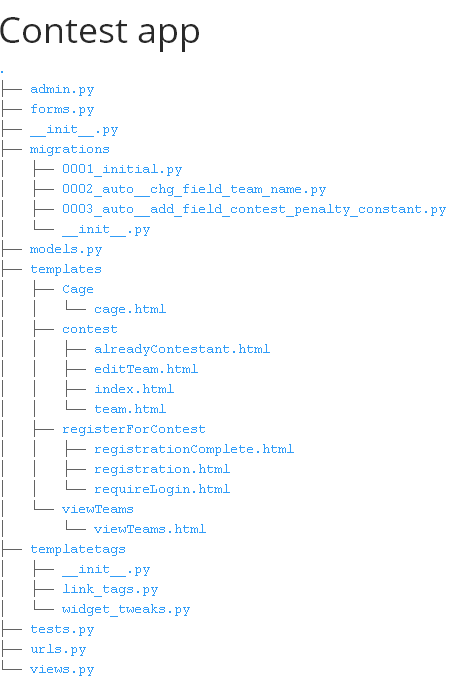 Contest app
.
├── admin.py
├── forms.py
├── __init__.py
├── migrations
│   ├── 0001_initial.py
│   ├── 0002_auto__chg_field_team_name.py
│   ├── 0003_auto__add_field_contest_penalty_constant.py
│   └── __init__.py
├── models.py
├── templates
│   ├── Cage
│   │   └── cage.html
│   ├── contest
│   │   ├── alreadyContestant.html
│   │   ├── editTeam.html
│   │   ├── index.html
│   │   └── team.html
│   ├── registerForContest
│   │   ├── registrationComplete.html
│   │   ├── registration.html
│   │   └── requireLogin.html
│   └── viewTeams
│       └── viewTeams.html
├── templatetags
│   ├── __init__.py
│   ├── link_tags.py
│   └── widget_tweaks.py
├── tests.py
├── urls.py
└── views.py